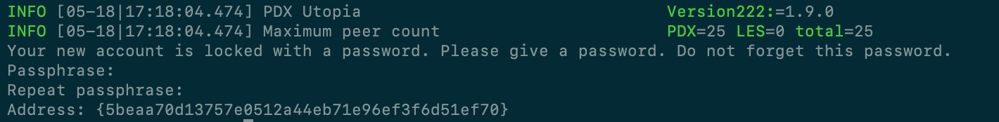 INFO [05-18|17:18:04.474] PDX Utopia Version222:=1.9.0
INFO [05-18|17:18:04.474] Maximum peer count PDX=25 LES=0 total=25
Your new account is locked with a password. Please give a password. Do not forget this password.
Passphrase:
Repeat passphrase:
Address: {5beaa70d13757e0512a44eb71e96ef3f6d51ef70}